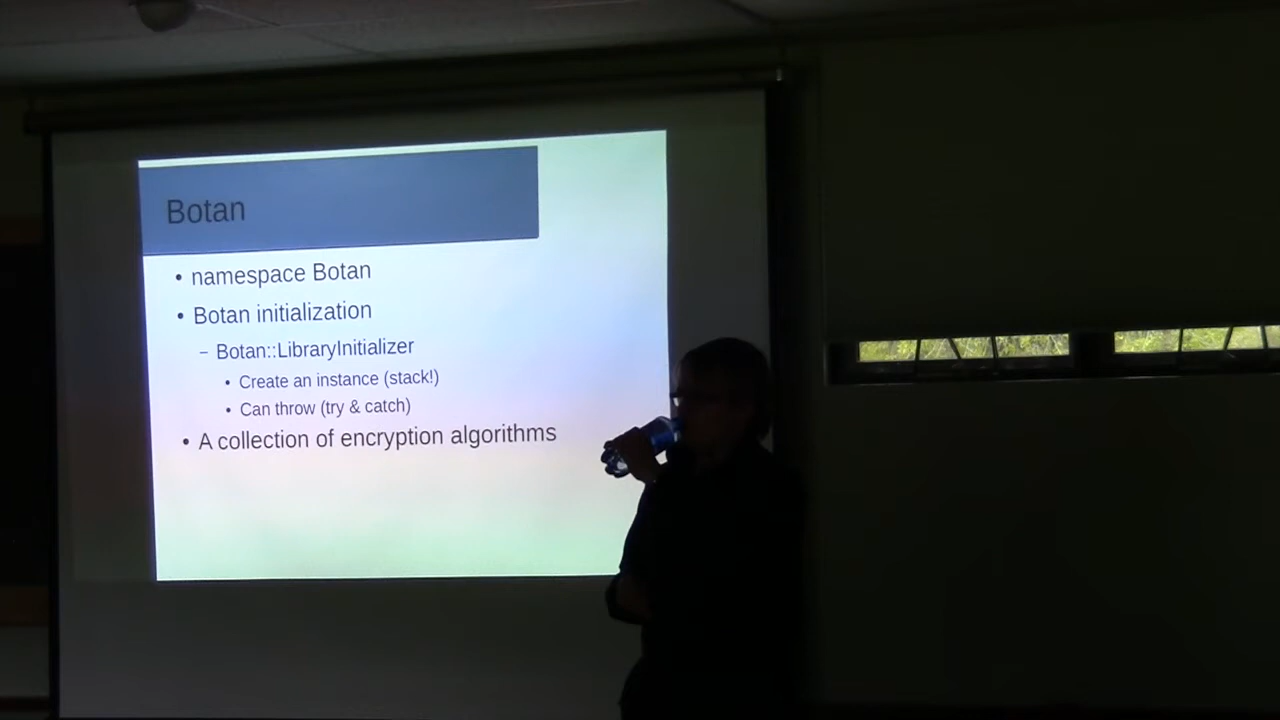 Botan
• namespace Botan
• Botan initialization
– Botan::LibraryInitializer
• Create an instance (stack!)
• Can throw (try & catch)
• A collection of encryption algorithms